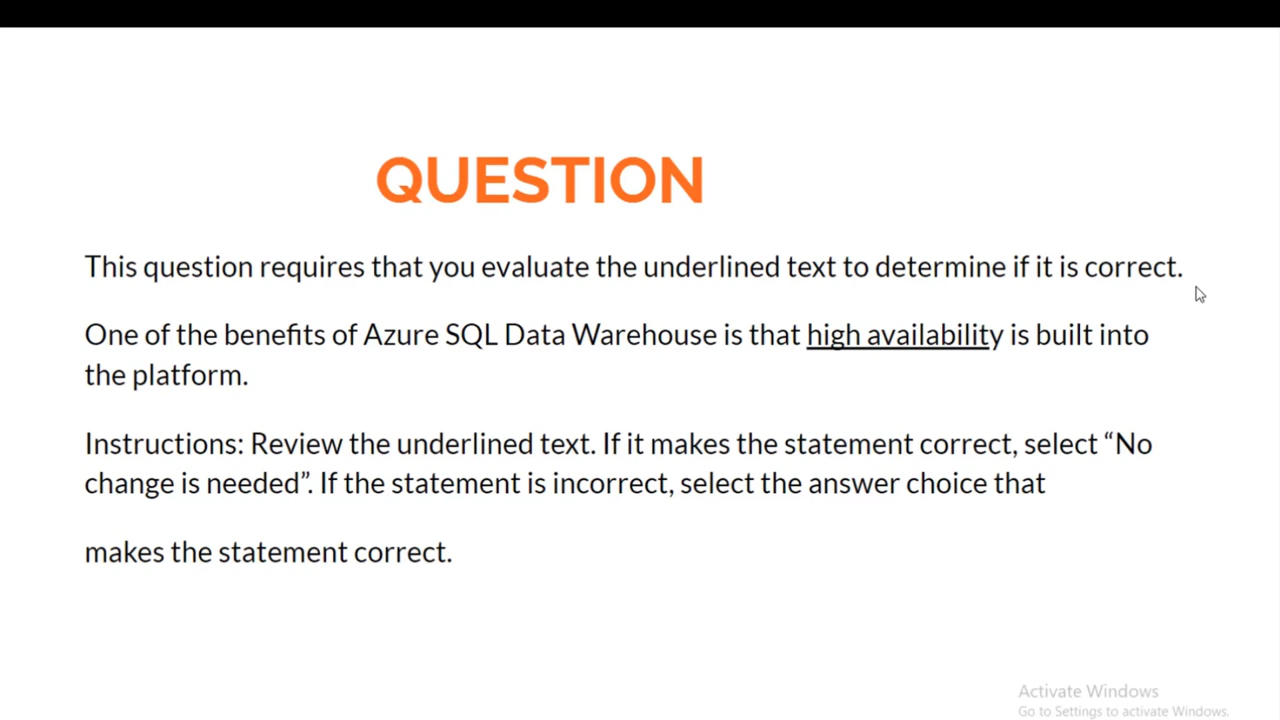 QUESTION
This question requires that you evaluate the underlined text to determine if it is correct.
One of the benefits of Azure SQL Data Warehouse is that high availability is built into
the platform.
Instructions: Review the underlined text. If it makes the statement correct, select “No
change is needed”. If the statement is incorrect, select the answer choice that
makes the statement correct.
Activate Windows
Go to Settings to activate Windows.